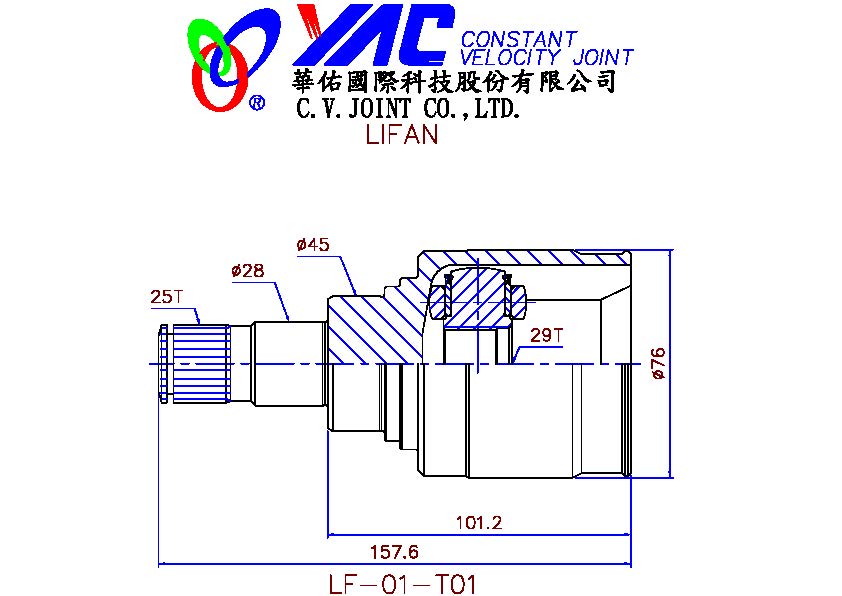 YAC CONSTANT
VELOCITY JOINT
®
華佑國際科技股份有限公司
C.V.JOINT CO.,LTD.
LIFAN
ø45
ø28
25T
29T
ø76
101.2
157.6
LF-01-T01